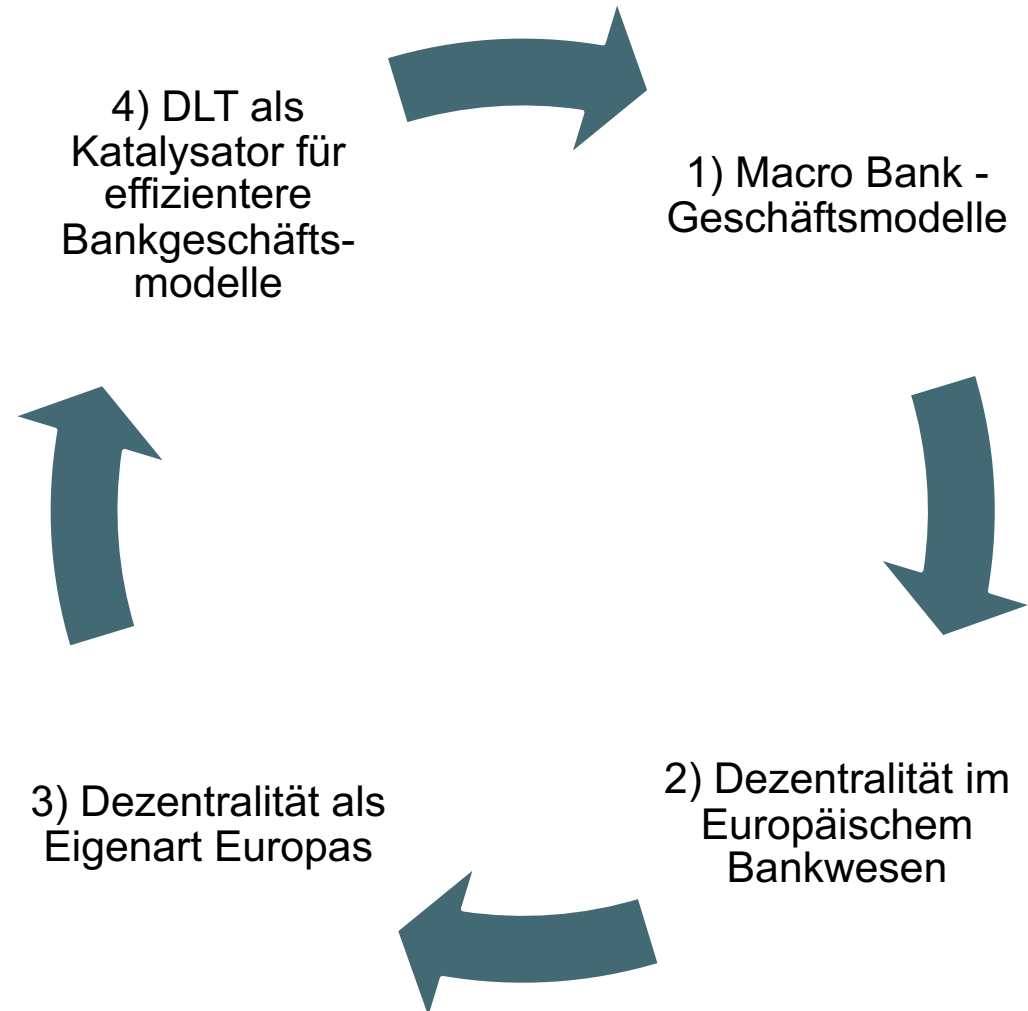 1) Macro Bank -
Geschäftsmodelle
2) Dezentralität im
Europäischem
Bankwesen
3) Dezentralität als
Eigenart Europas
4) DLT als
Katalysator für
effizientere
Bankgeschäfts-
modelle